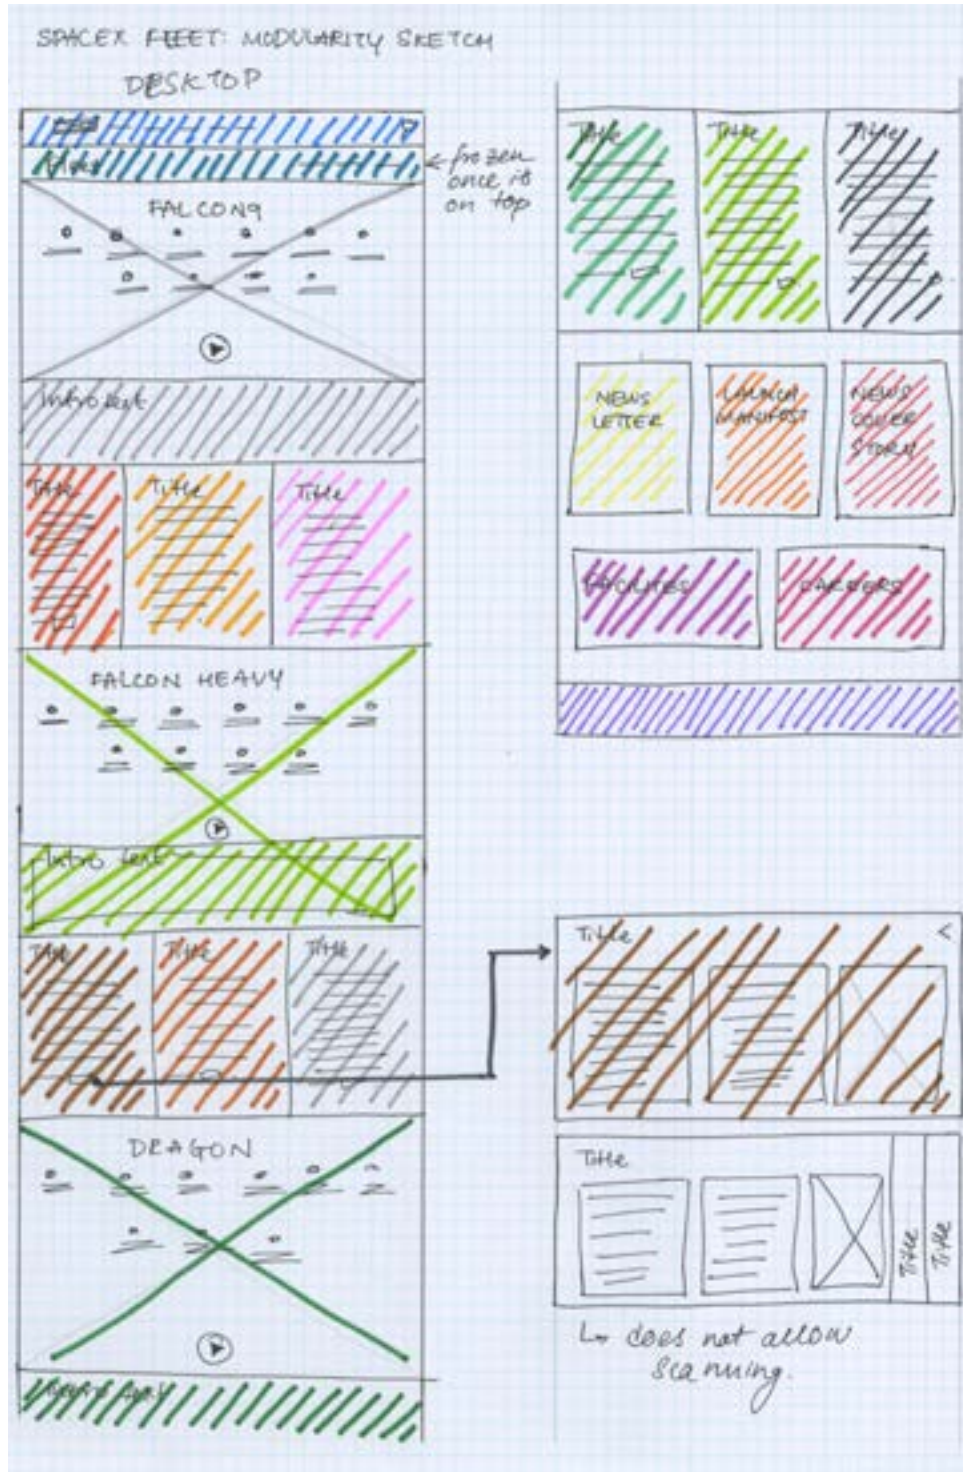 SPACEX FLEET: MODULARITY SKETCH
DESKTOP
← frozen
once it
on top
FALCON9
Intro text
Title Title Title
FALCON HEAVY
Intro text
Title Title Title
DRAGON
Title Title Title
NEWS
LETTER
LAUNCH
MANIFEST
NEWS
COVER
STORY
FACILITIES
CAREERS
Title
Title
Title
Title
↳ does not allow
scanning.